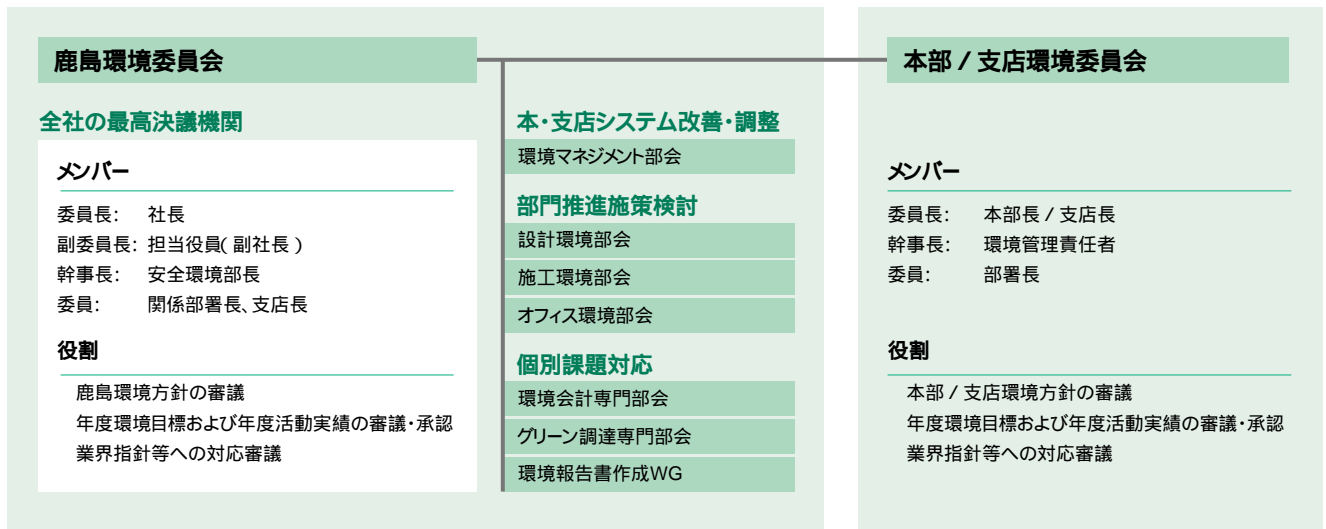 鹿島環境委員会
全社の最高決議機関
メンバー
委員長： 社長
副委員長：担当役員（副社長）
幹事長： 安全環境部長
委員： 関係部署長、支店長
役割
鹿島環境方針の審議
年度環境目標および年度活動実績の審議・承認
業界指針等への対応審議
本・支店システム改善・調整
環境マネジメント部会
部門推進施策検討
設計環境部会
施工環境部会
オフィス環境部会
個別課題対応
環境会計専門部会
グリーン調達専門部会
環境報告書作成WG
本部／支店環境委員会
メンバー
委員長： 本部長／支店長
幹事長： 環境管理責任者
委員： 部署長
役割
本部／支店環境方針の審議
年度環境目標および年度活動実績の審議・承認
業界指針等への対応審議